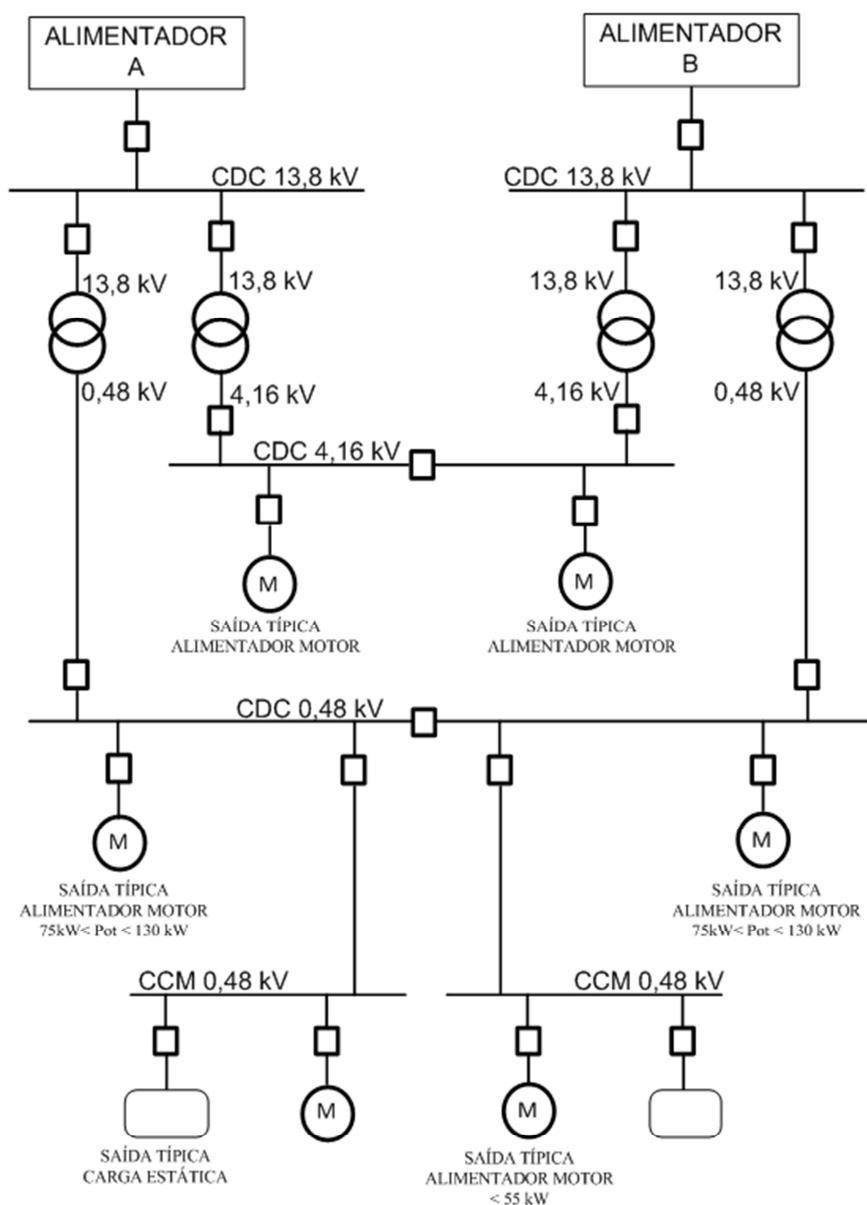 ALIMENTADOR
A
ALIMENTADOR
B
CDC 13,8 kV
CDC 13,8 kV
13,8 kV
13,8 kV
13,8 kV
13,8 kV
0,48 kV
4,16 kV
4,16 kV
0,48 kV
CDC 4,16 kV
M
M
SAÍDA TÍPICA
ALIMENTADOR MOTOR
SAÍDA TÍPICA
ALIMENTADOR MOTOR
CDC 0,48 kV
M
M
SAÍDA TÍPICA
ALIMENTADOR MOTOR
75kW< Pot < 130 kW
SAÍDA TÍPICA
ALIMENTADOR MOTOR
75kW< Pot < 130 kW
CCM 0,48 kV
CCM 0,48 kV
M
M
SAÍDA TÍPICA
CARGA ESTÁTICA
SAÍDA TÍPICA
ALIMENTADOR MOTOR
< 55 kW